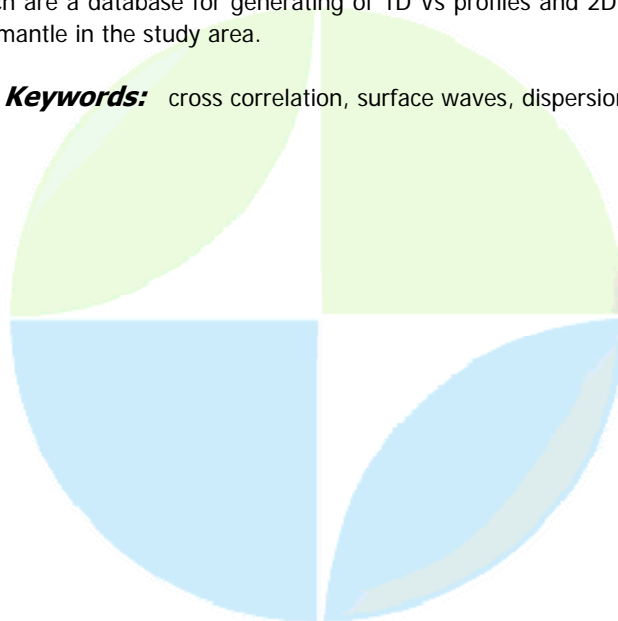 ch are a database for generating of 1D Vs profiles and 2D
mantle in the study area.
Keywords: cross correlation, surface waves, dispersion